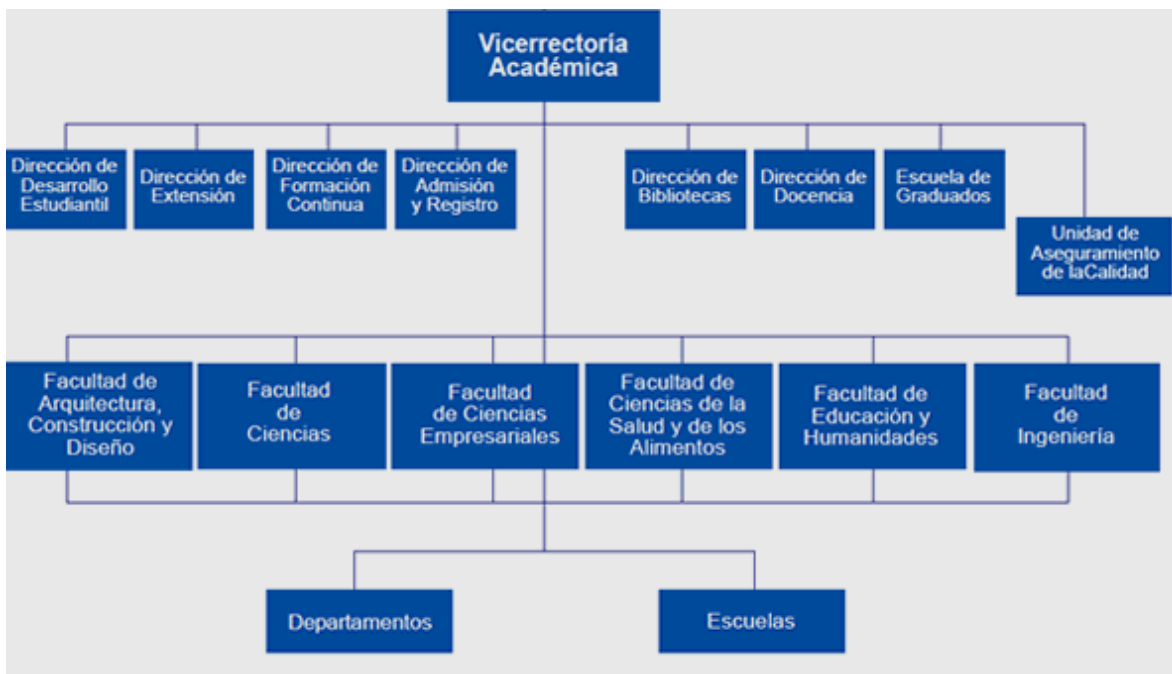 Vicerrectoría
Académica
Dirección de
Desarrollo
Estudiantil
Dirección de
Extensión
Dirección de
Formación
Continua
Dirección de
Admisión
y Registro
Dirección de
Bibliotecas
Dirección de
Docencia
Escuela de
Graduados
Unidad de
Aseguramiento
de laCalidad
Facultad de
Arquitectura,
Construcción y
Diseño
Facultad
de
Ciencias
Facultad
de Ciencias
Empresariales
Facultad de
Ciencias de la
Salud y de los
Alimentos
Facultad de
Educación y
Humanidades
Facultad
de
Ingeniería
Departamentos
Escuelas